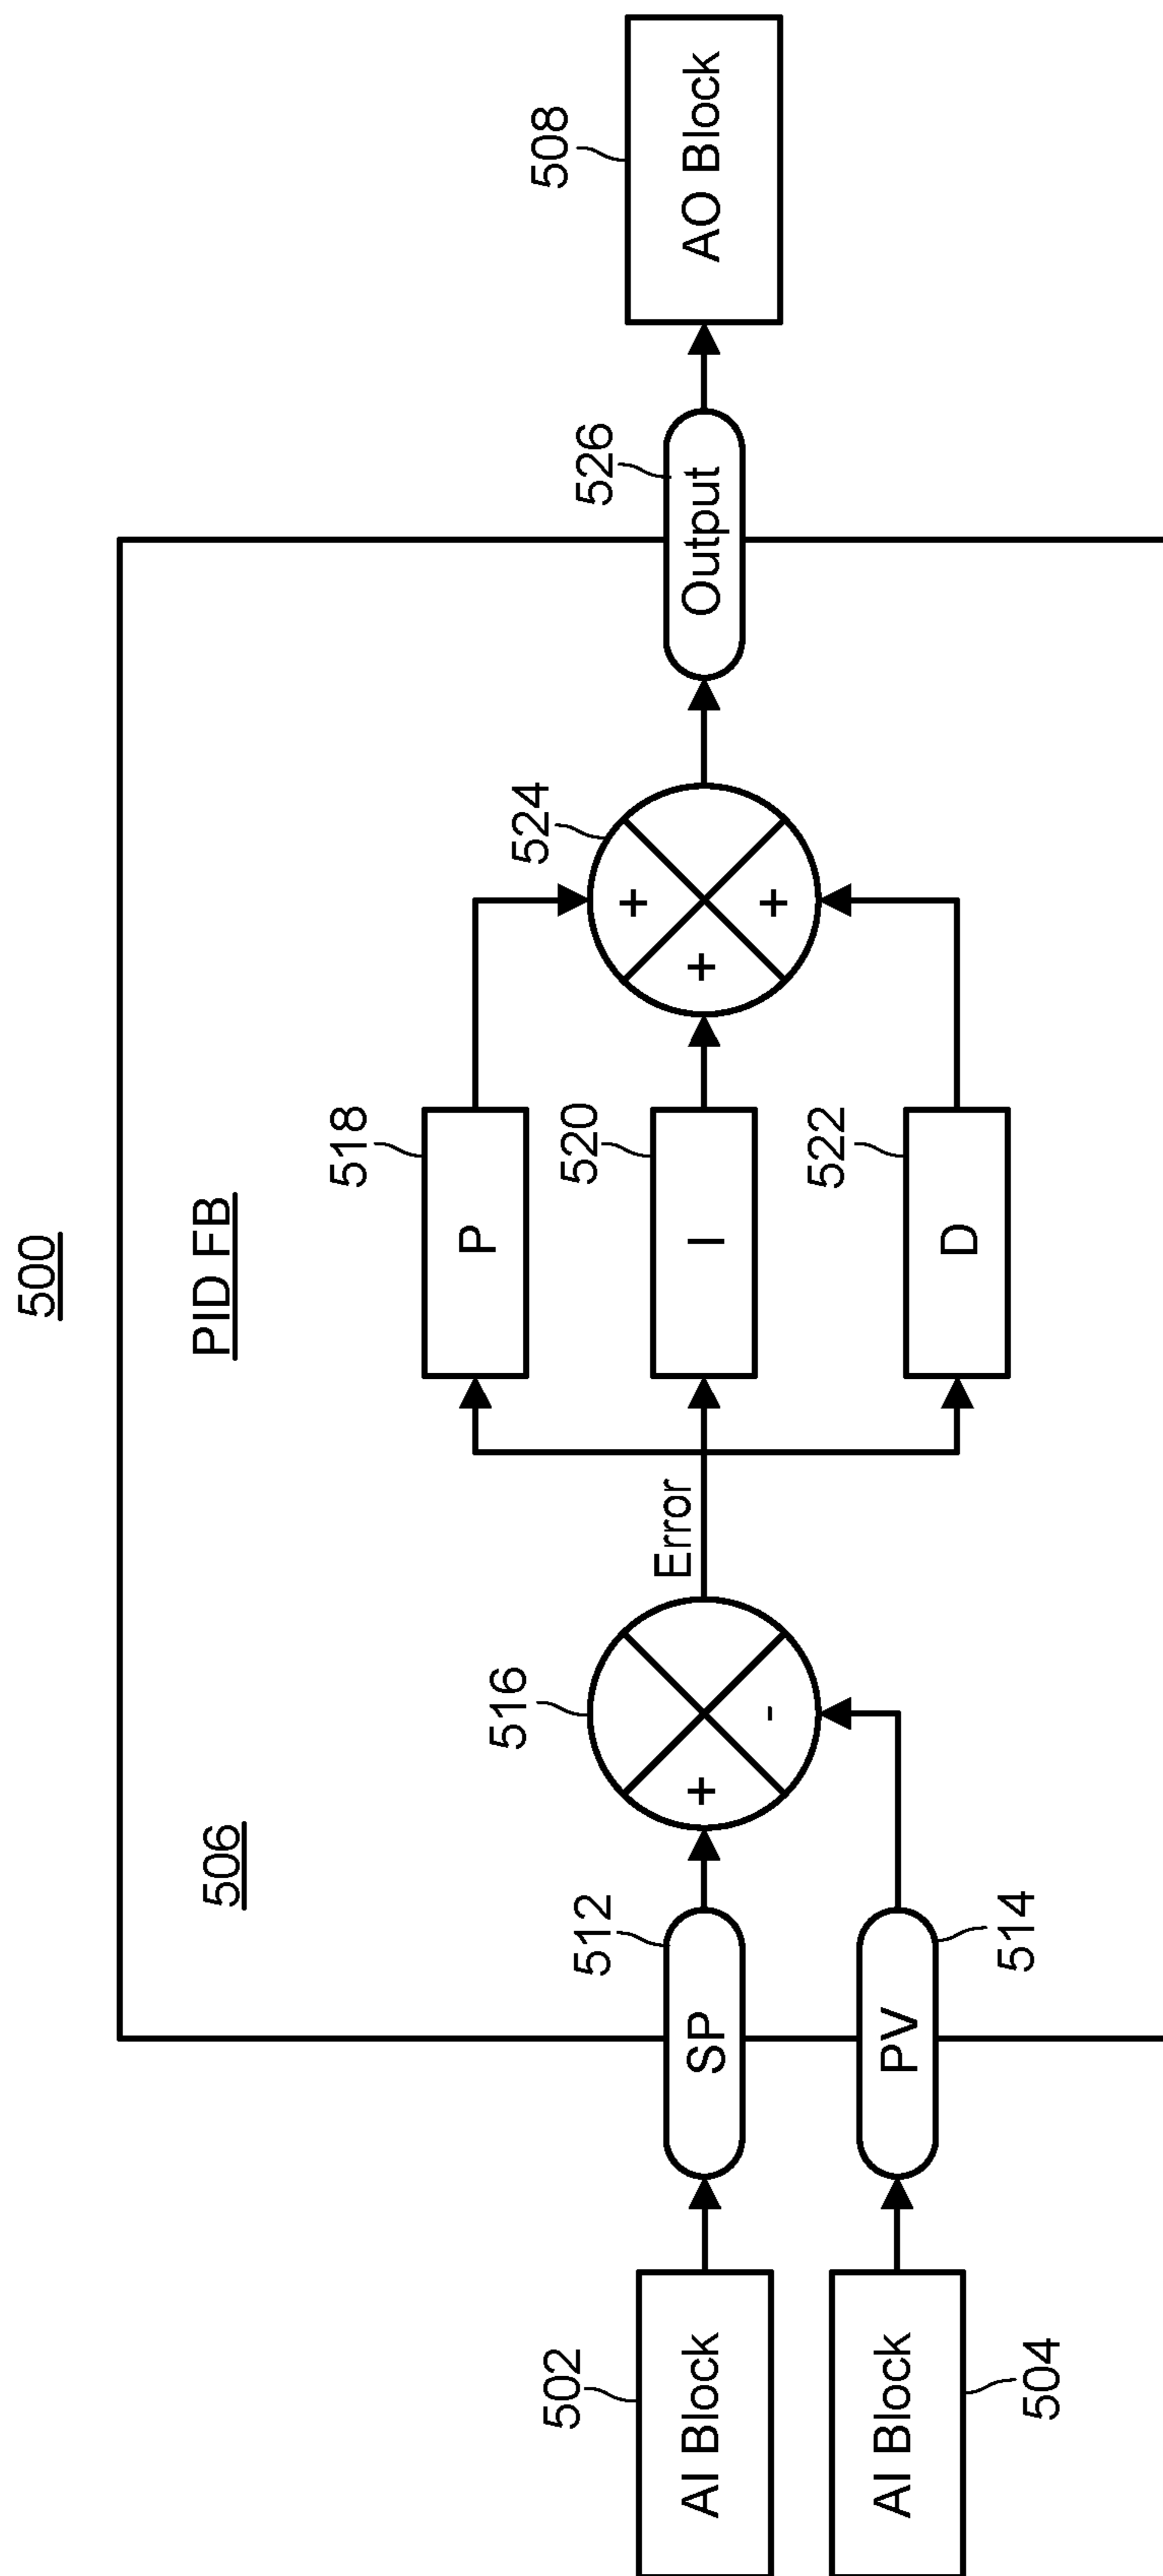 500
506
PID FB
502
AI Block
504
AI Block
512
SP
514
PV
516
+
-
Error
518
P
520
I
522
D
524
+
+
+
526
Output
508
AO Block